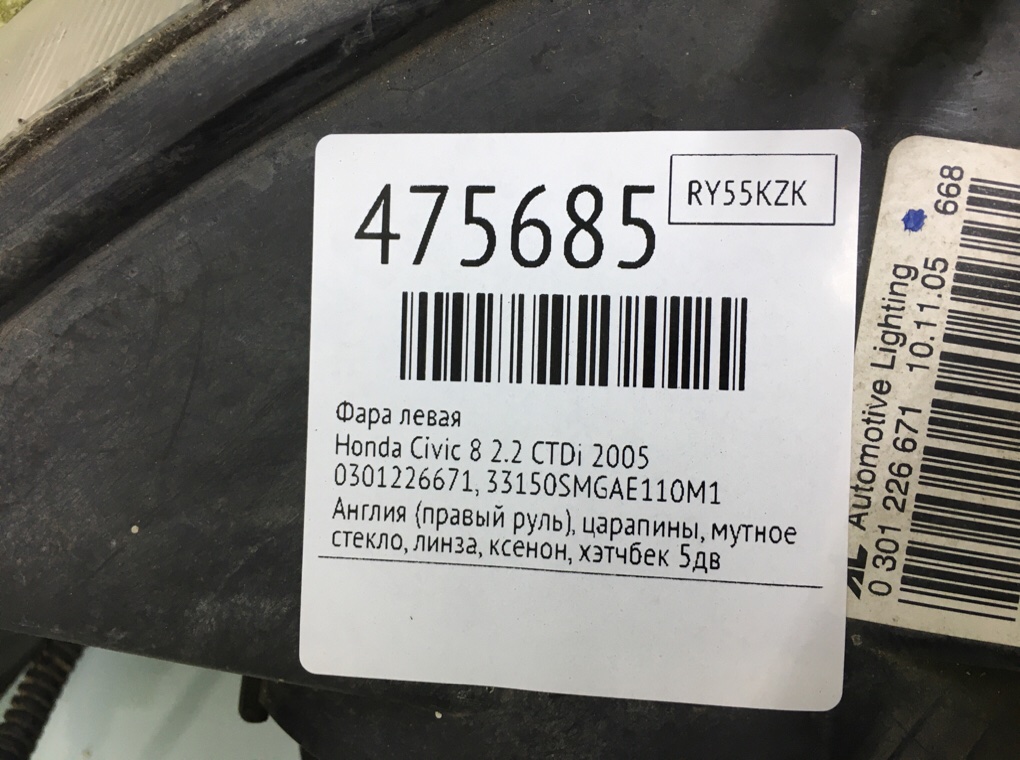 475685
RY55KZK
Фара левая
Honda Civic 8 2.2 CTDi 2005
0301226671, 33150SMGAE110M1
Англия (правый руль), царапины, мутное
стекло, линза, ксенон, хэтчбек 5дв
AL Automotive Lighting
0 301 226 671 10.11.05 668